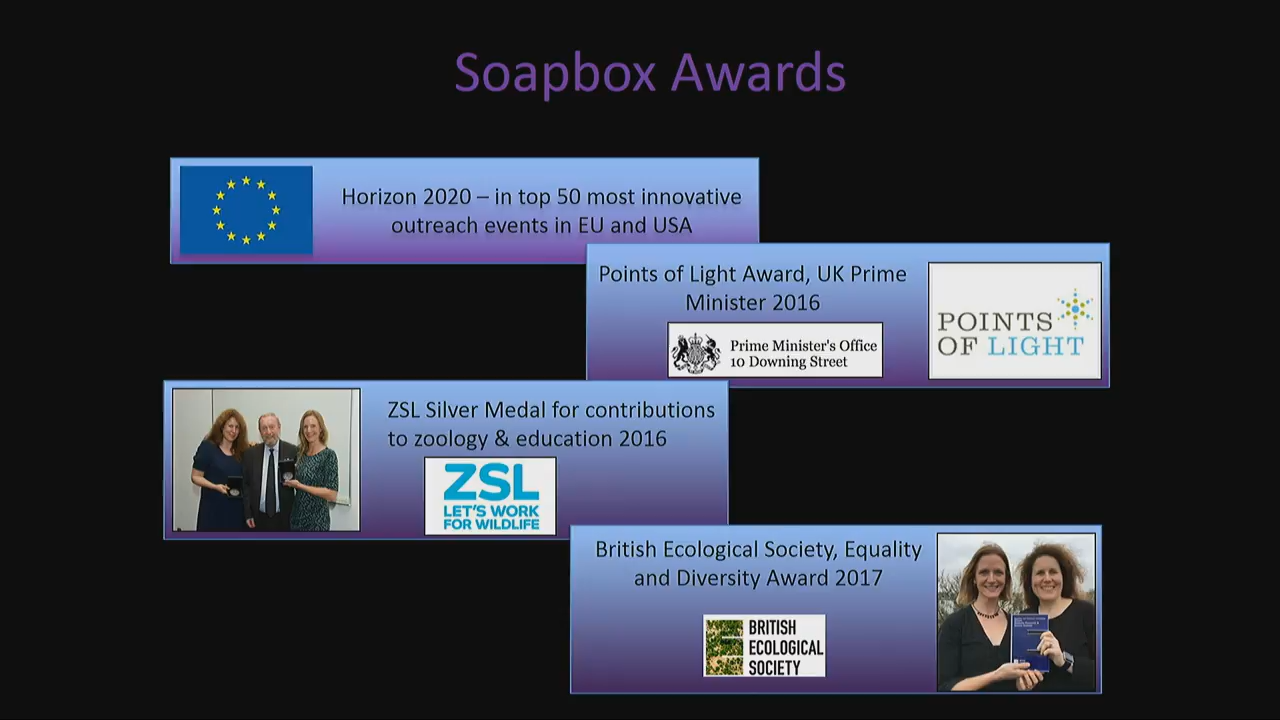 Soapbox Awards
Horizon 2020 – in top 50 most innovative
outreach events in EU and USA
Points of Light Award, UK Prime
Minister 2016
Prime Minister's Office
10 Downing Street
POINTS
OF LIGHT
ZSL Silver Medal for contributions
to zoology & education 2016
ZSL
LET'S WORK
FOR WILDLIFE
British Ecological Society, Equality
and Diversity Award 2017
BRITISH
ECOLOGICAL
SOCIETY